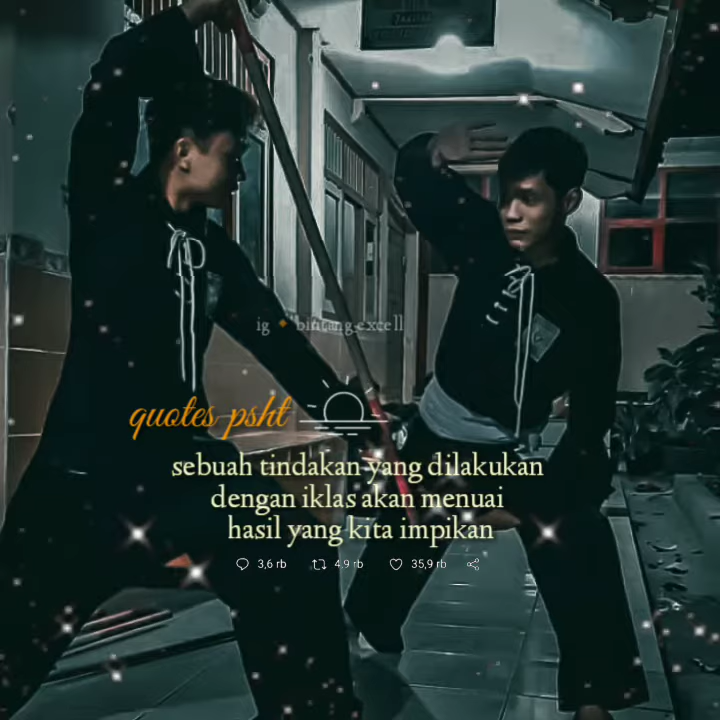 ig 🔸 bintang.excell
quotes psht
sebuah tindakan yang dilakukan
dengan iklas akan menuai
hasil yang kita impikan
3,6 rb 4.9 rb 35,9 rb